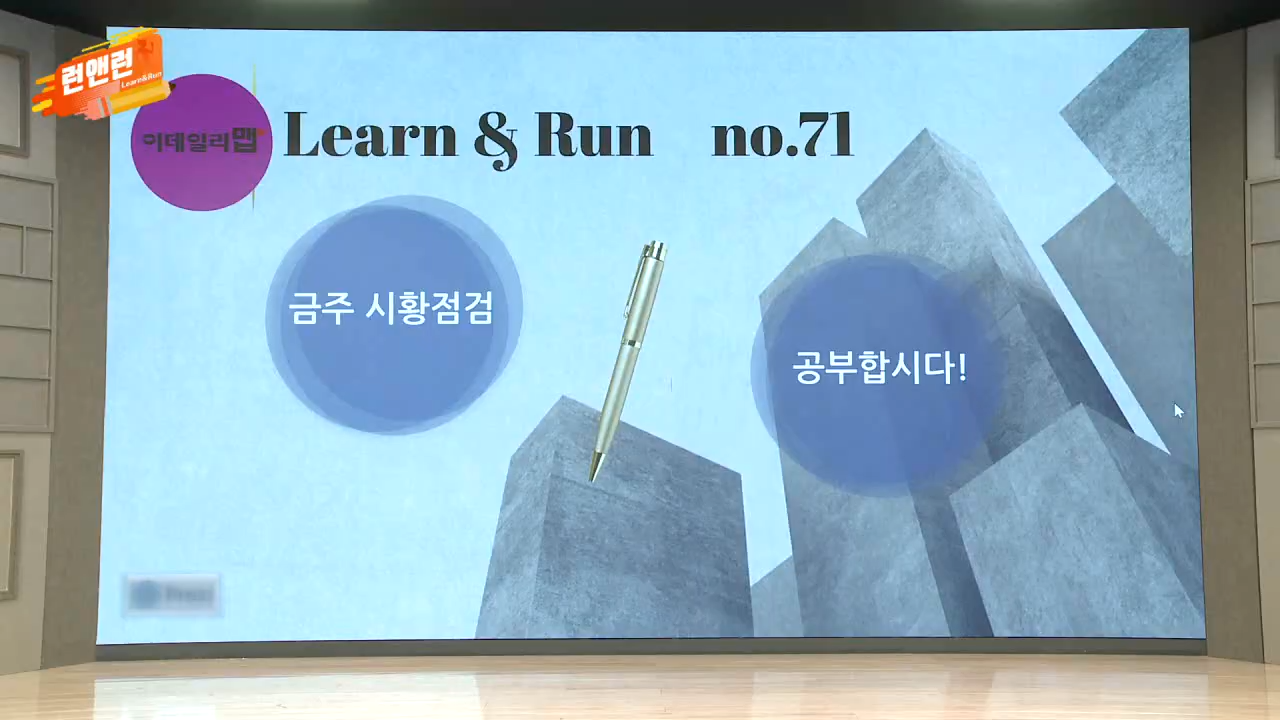 런앤런
Learn&Run
이데일리맵
Learn & Run no.71
금주 시황점검
공부합시다!